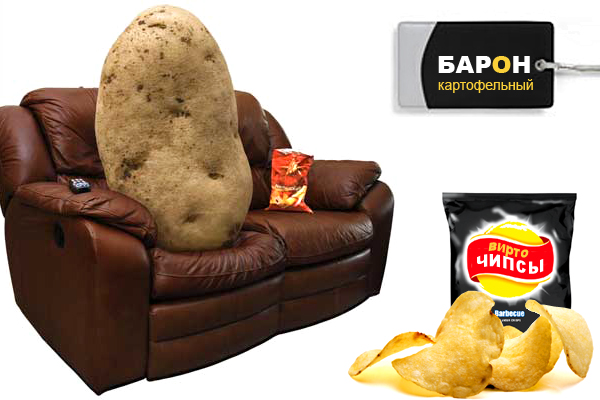 БАРОН
картофельный
вирто
ЧИПСЫ
Barbecue